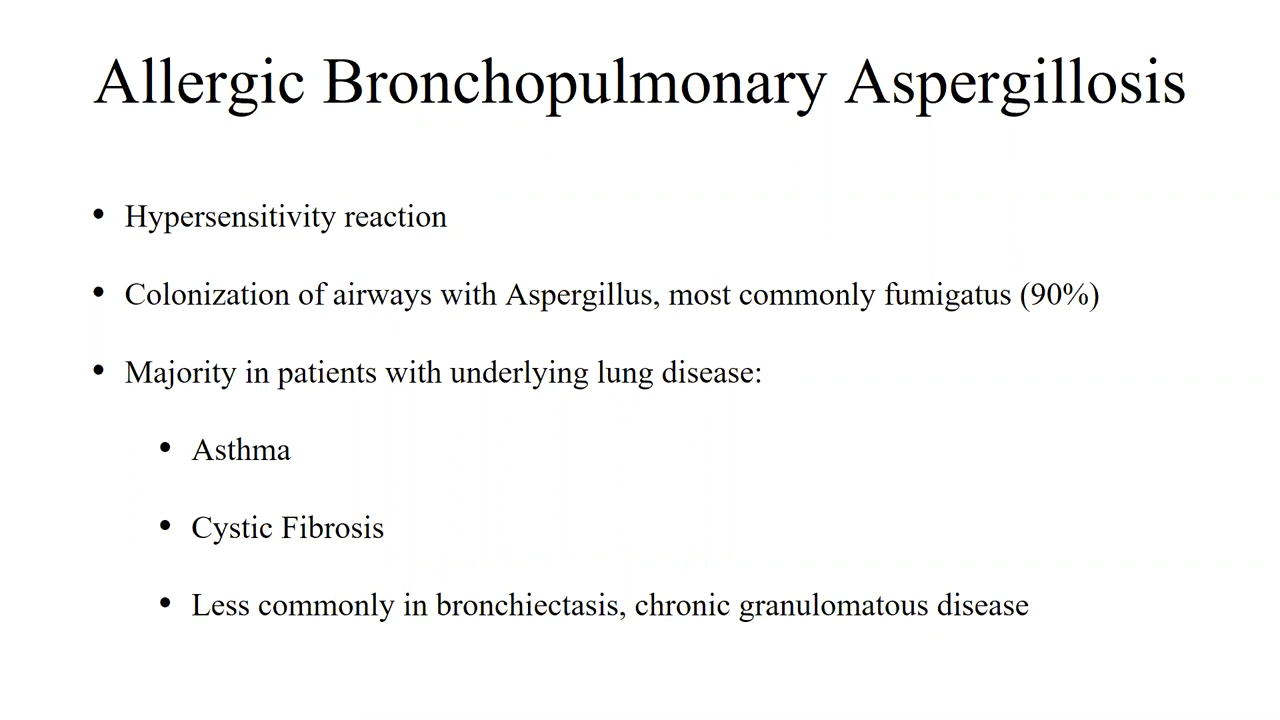 Allergic Bronchopulmonary Aspergillosis
• Hypersensitivity reaction
• Colonization of airways with Aspergillus, most commonly fumigatus (90%)
• Majority in patients with underlying lung disease:
• Asthma
• Cystic Fibrosis
• Less commonly in bronchiectasis, chronic granulomatous disease